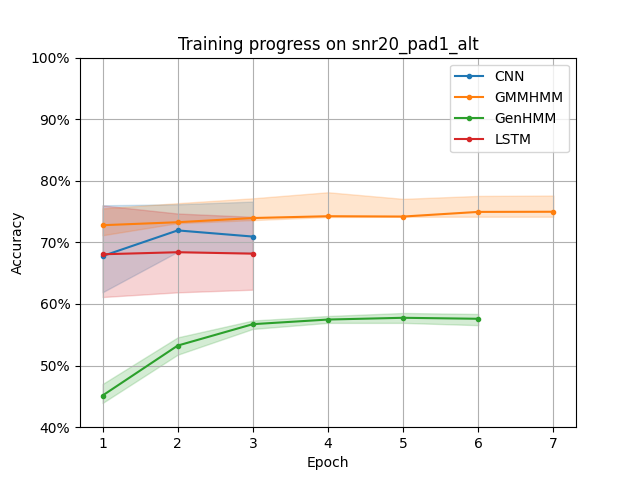 Training progress on snr20_pad1_alt
100%
90%
80%
70%
60%
50%
40%
Accuracy
1 2 3 4 5 6 7
Epoch
CNN
GMMHMM
GenHMM
LSTM